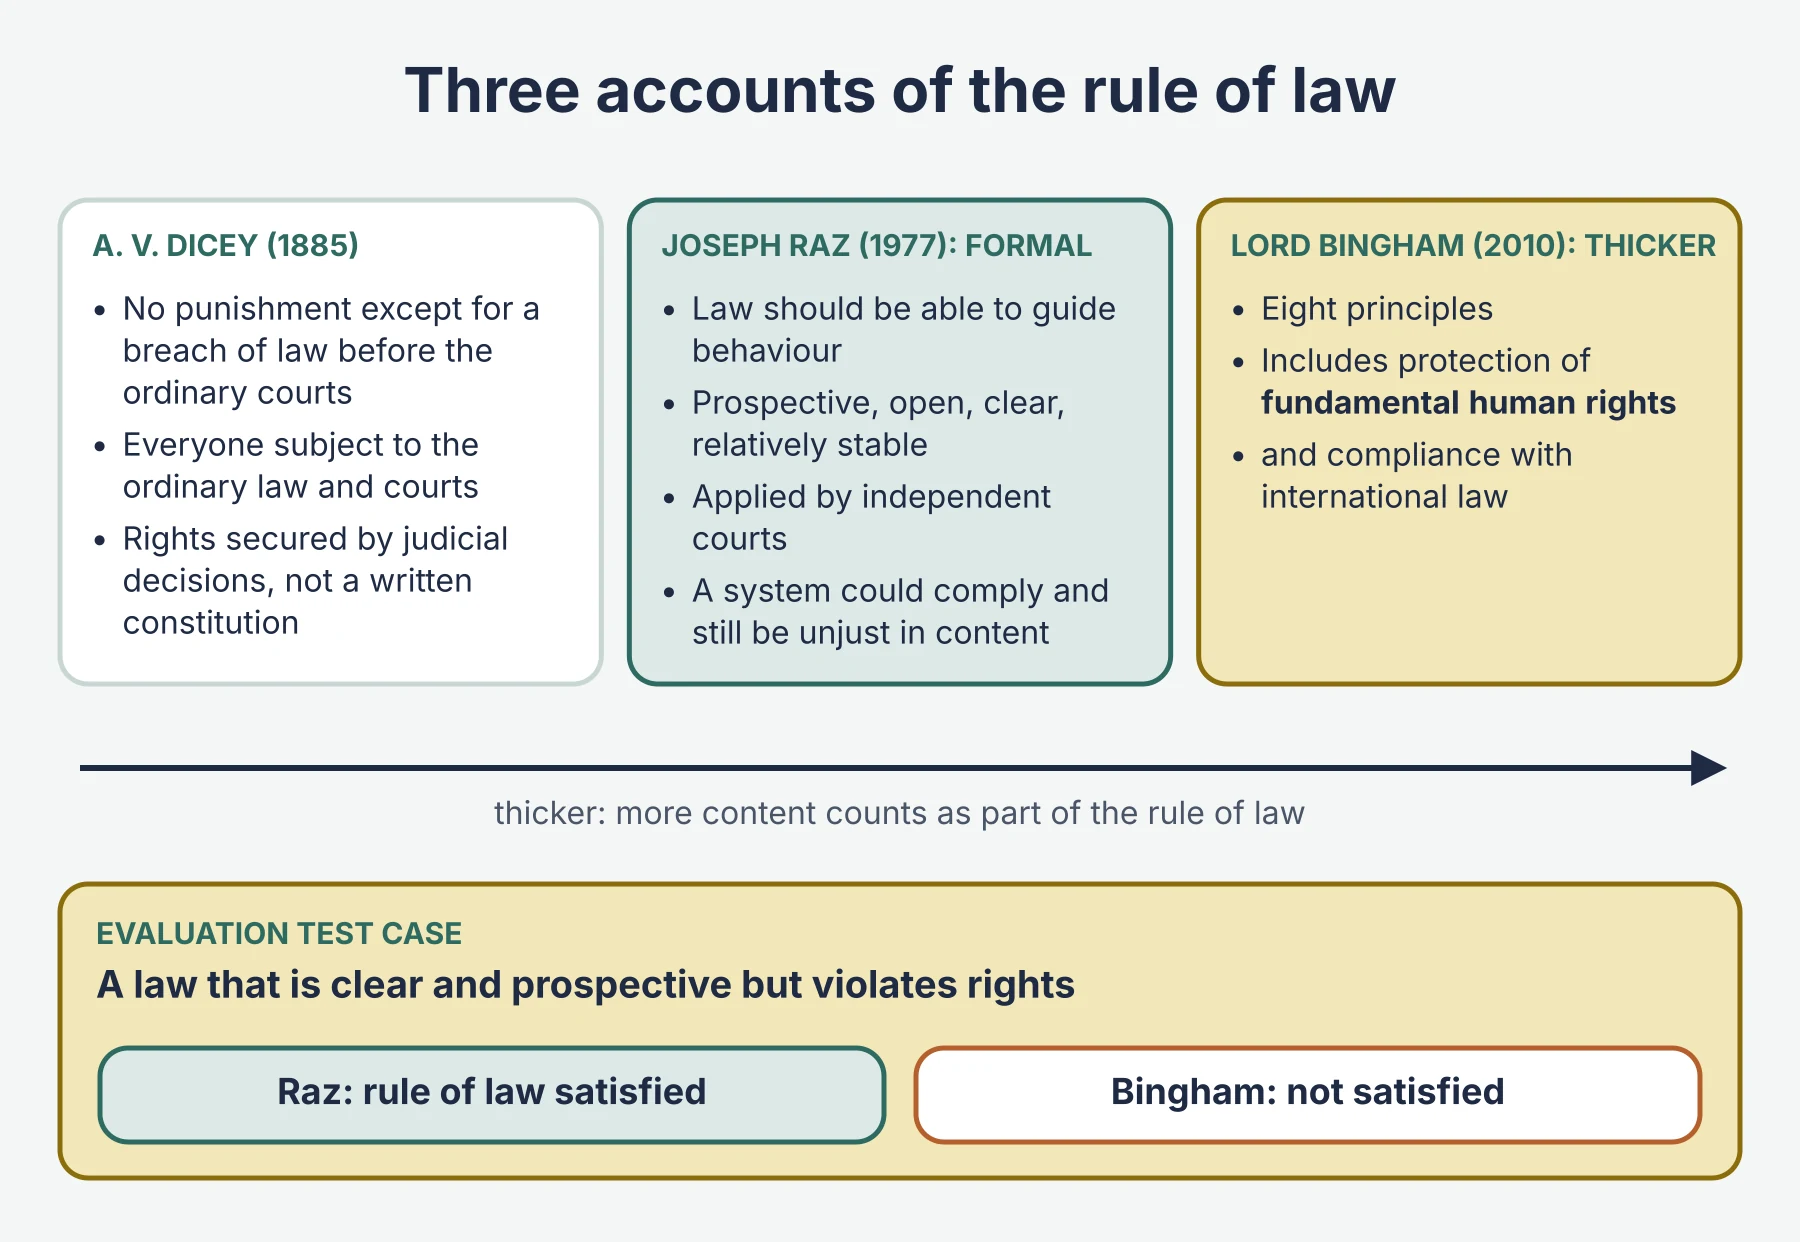 Three accounts of the rule of law
A. V. DICEY (1885)
• No punishment except for a
breach of law before the
ordinary courts
• Everyone subject to the
ordinary law and courts
• Rights secured by judicial
decisions, not a written
constitution
JOSEPH RAZ (1977): FORMAL
• Law should be able to guide
behaviour
• Prospective, open, clear,
relatively stable
• Applied by independent
courts
• A system could comply and
still be unjust in content
LORD BINGHAM (2010): THICKER
• Eight principles
• Includes protection of
fundamental human rights
• and compliance with
international law
thicker: more content counts as part of the rule of law
EVALUATION TEST CASE
A law that is clear and prospective but violates rights
Raz: rule of law satisfied
Bingham: not satisfied